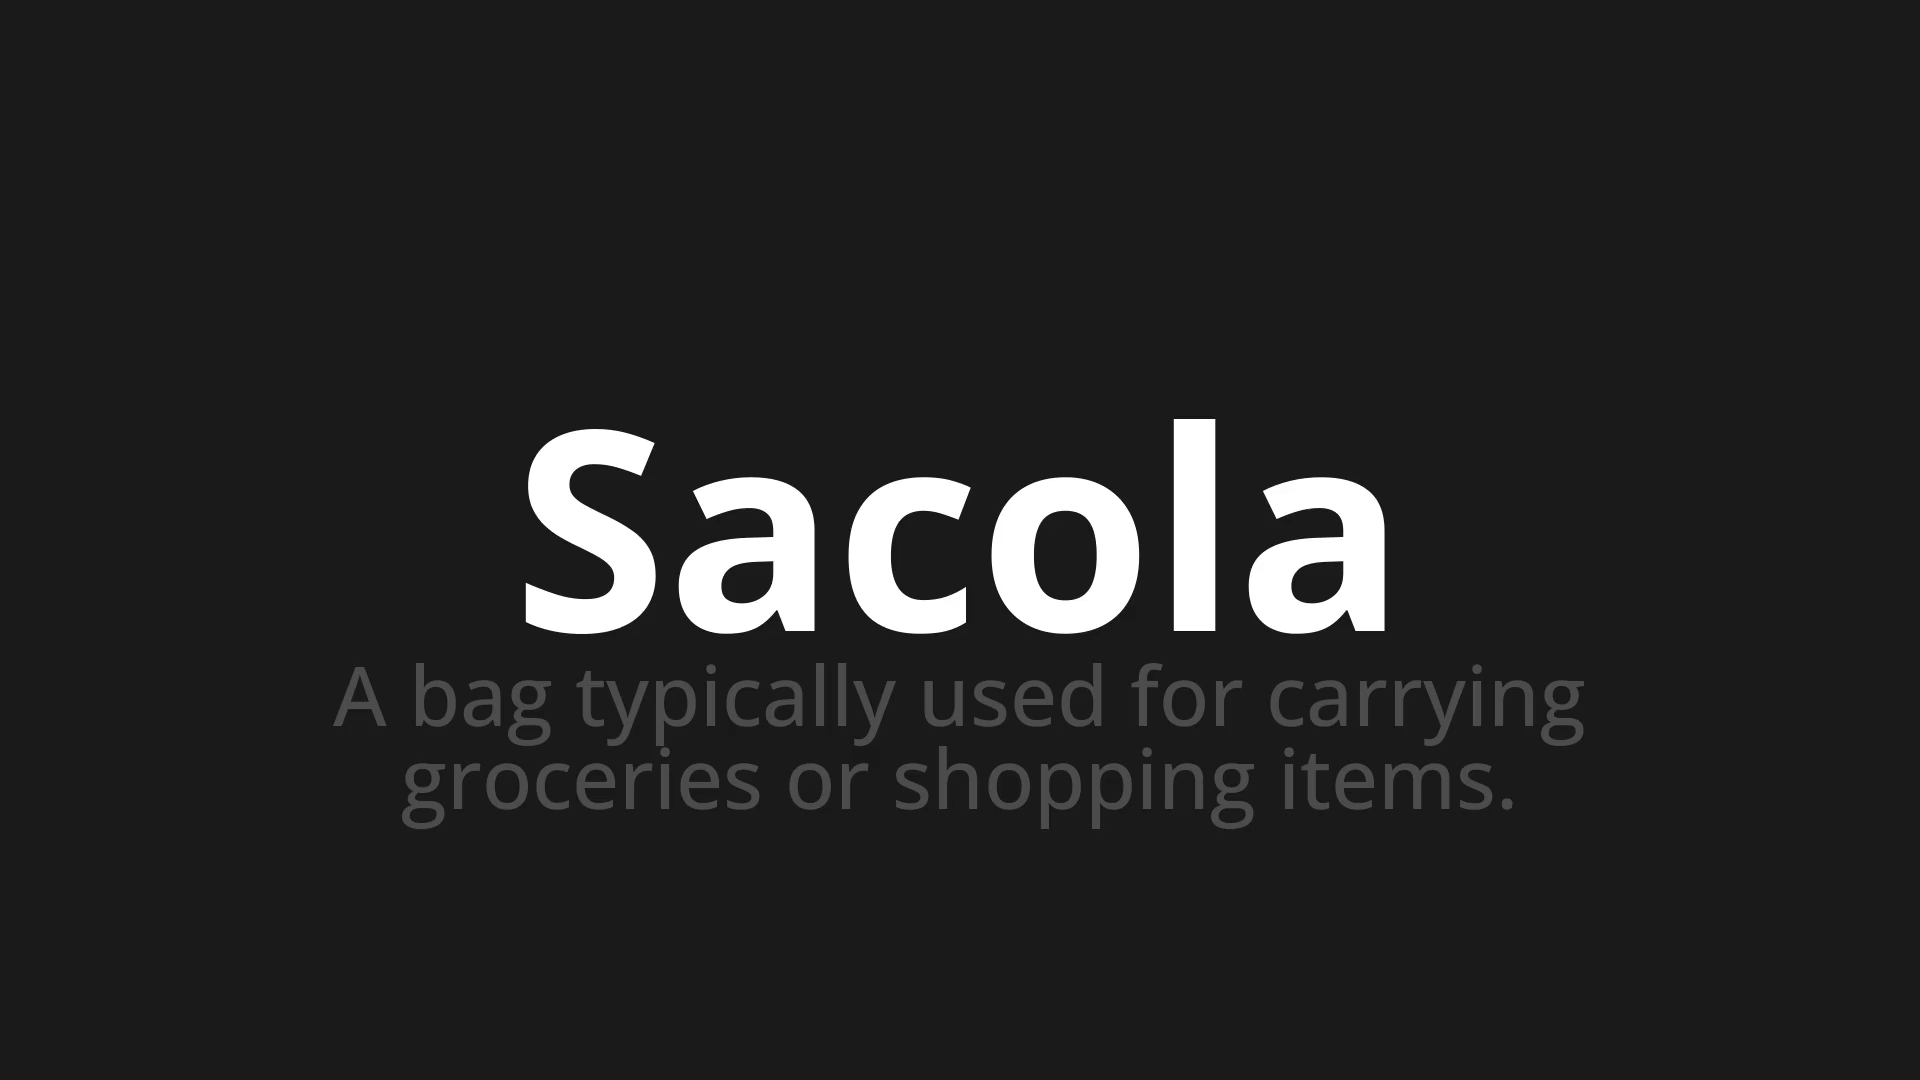 Sacola
A bag typically used for carrying
groceries or shopping items.